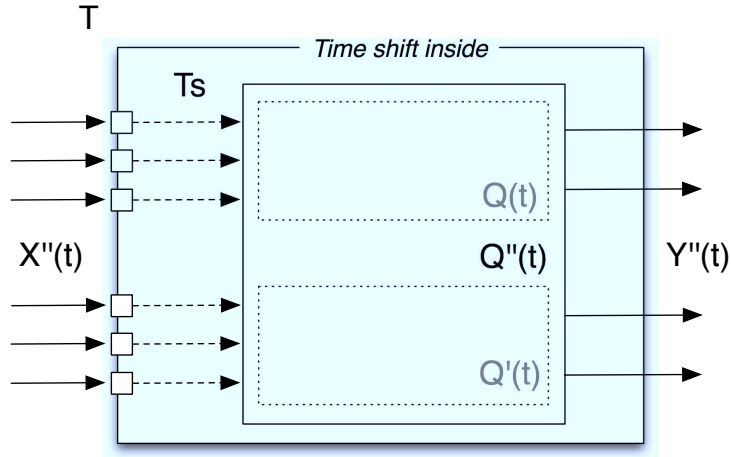 T
Time shift inside
Ts
Q(t)
X"(t)
Q"(t)
Y"(t)
Q'(t)